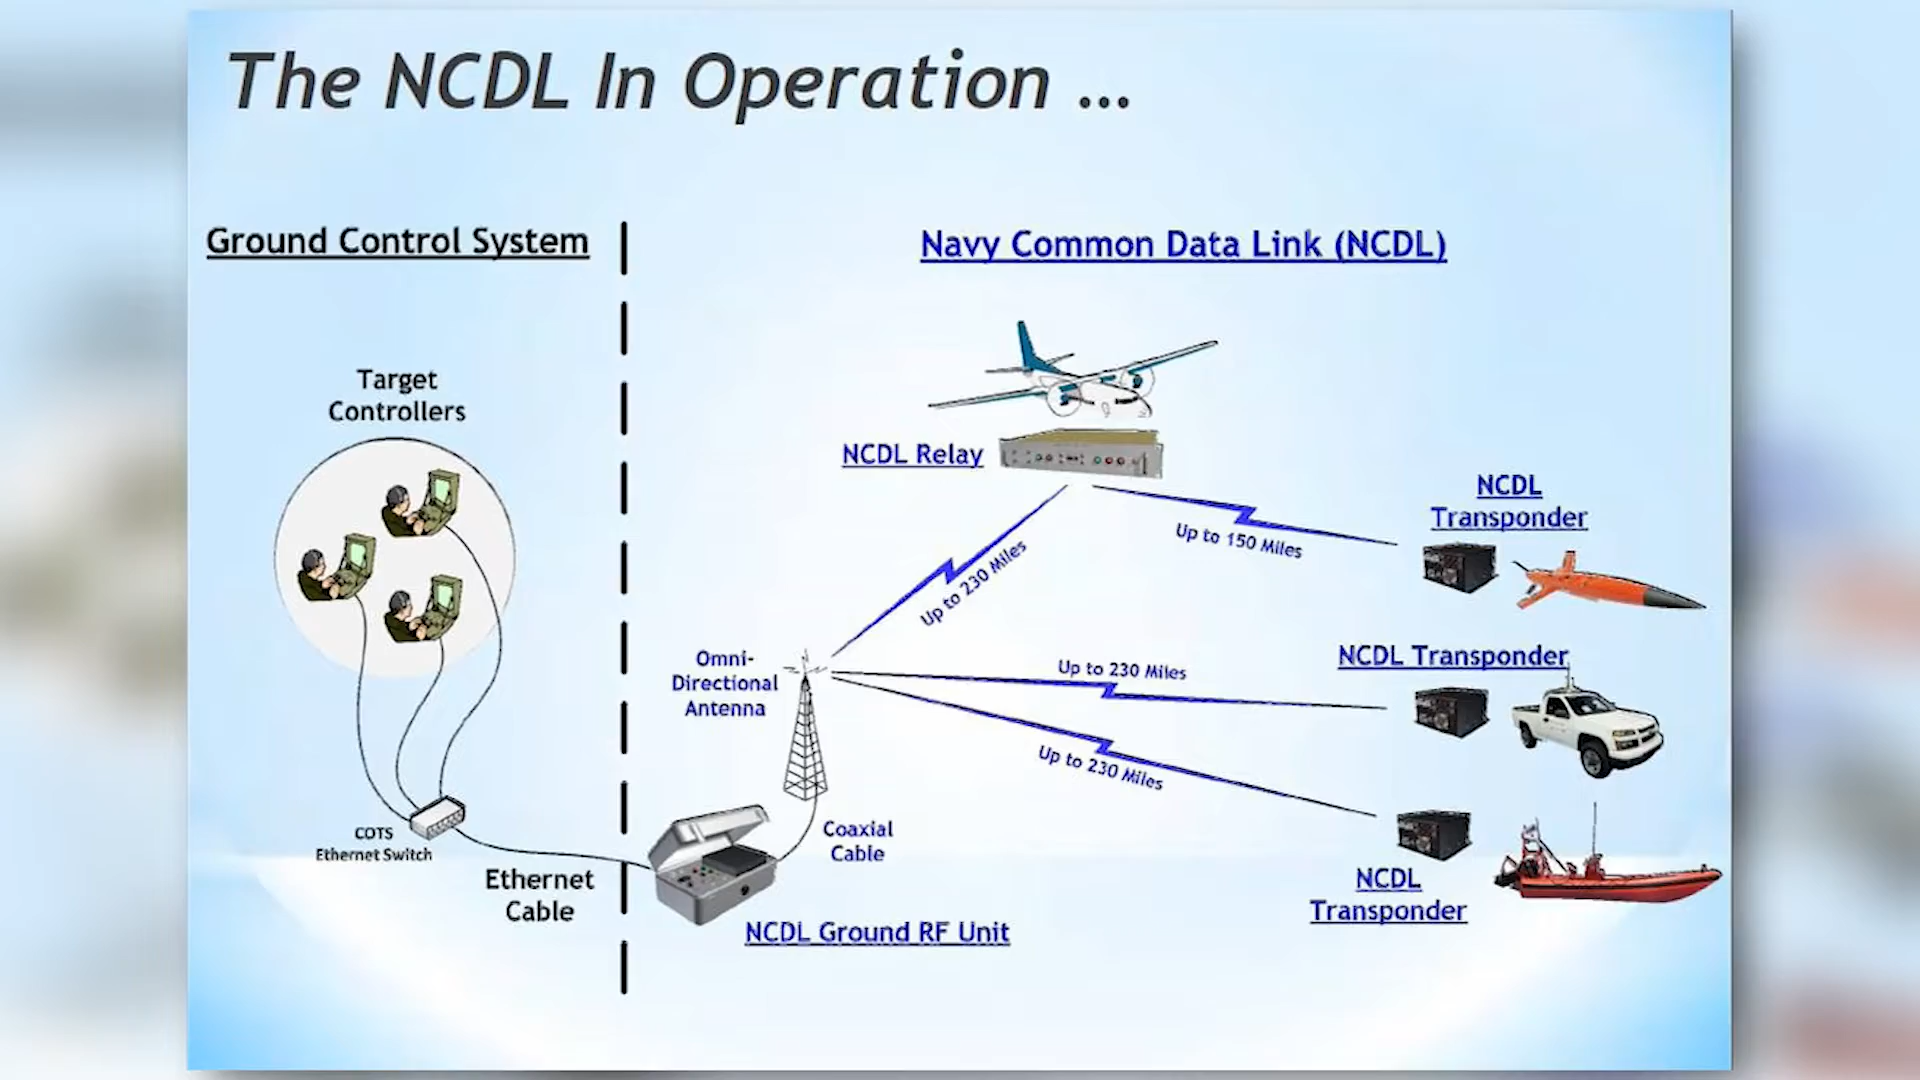 The NCDL In Operation ...
Ground Control System
Navy Common Data Link (NCDL)
Target
Controllers
NCDL Relay
NCDL
Transponder
Up to 150 Miles
Up to 230 Miles
Omni-
Directional
Antenna
Up to 230 Miles
NCDL Transponder
Up to 230 Miles
COTS
Ethernet Switch
Coaxial
Cable
Ethernet
Cable
NCDL
Transponder
NCDL Ground RF Unit